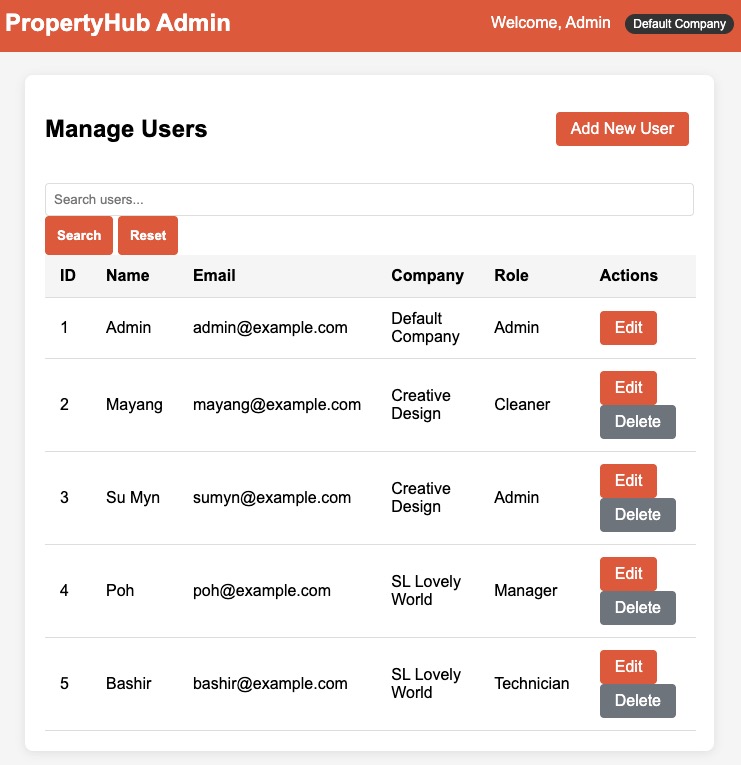 PropertyHub Admin
Welcome, Admin Default Company
Manage Users
Add New User
Search users...
Search Reset
ID Name Email Company Role Actions
1 Admin admin@example.com Default Company Admin Edit
2 Mayang mayang@example.com Creative Design Cleaner Edit Delete
3 Su Myn sumyn@example.com Creative Design Admin Edit Delete
4 Poh poh@example.com SL Lovely World Manager Edit Delete
5 Bashir bashir@example.com SL Lovely World Technician Edit Delete